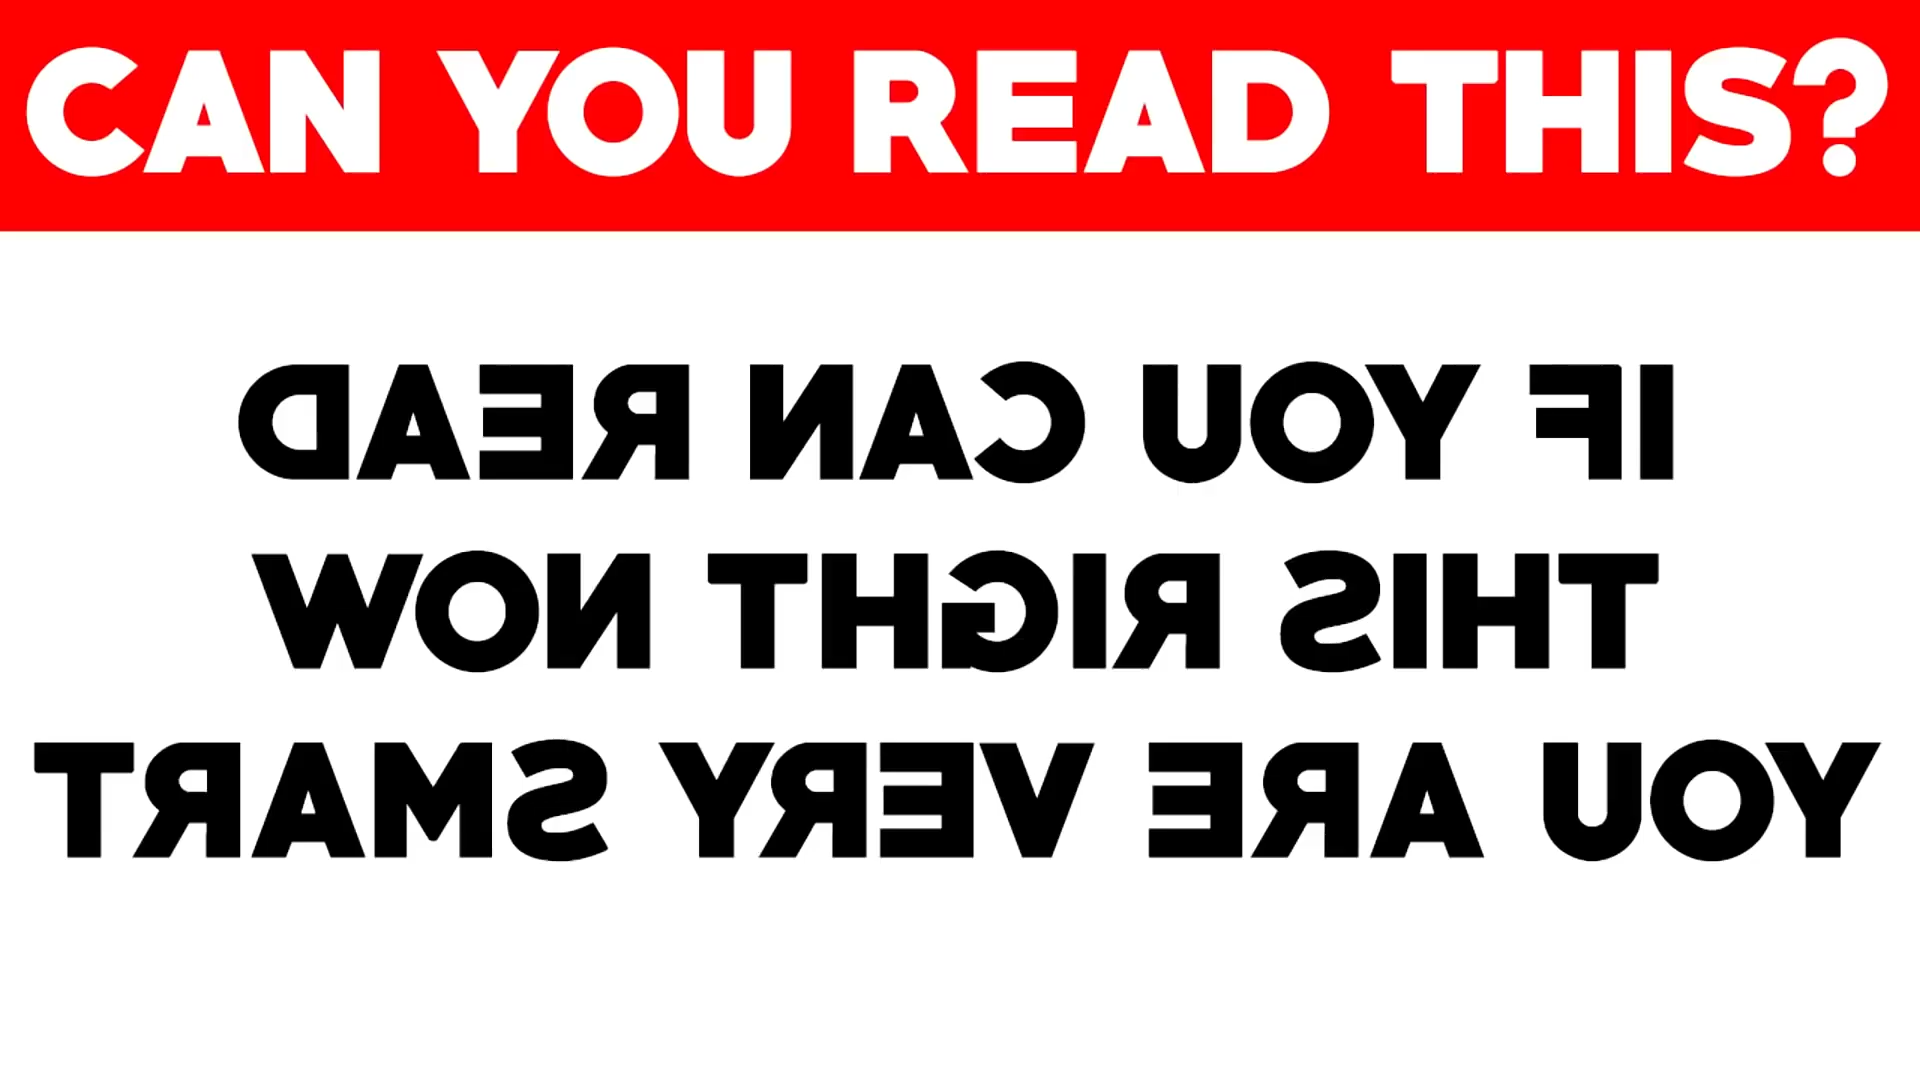 CAN YOU READ THIS?
IF YOU CAN READ
THIS RIGHT NOW
YOU ARE VERY SMART